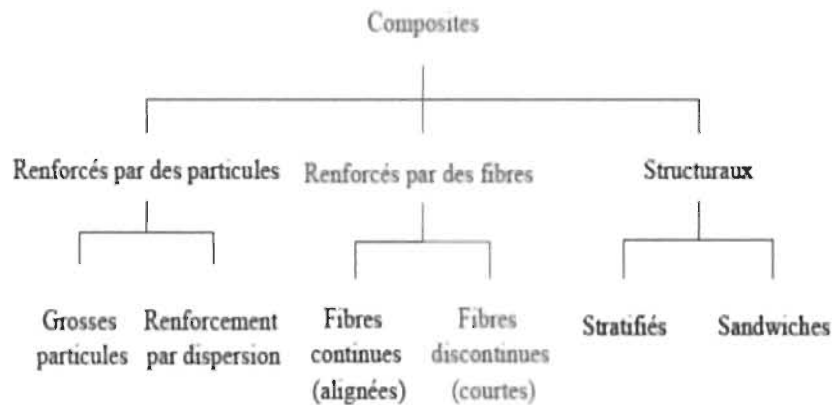 Composites
Renforcés par des particules
Renforcés par des fibres
Structuraux
Grosses
particules
Renforcement
par dispersion
Fibres
continues
(alignées)
Fibres
discontinues
(courtes)
Stratifiés
Sandwiches